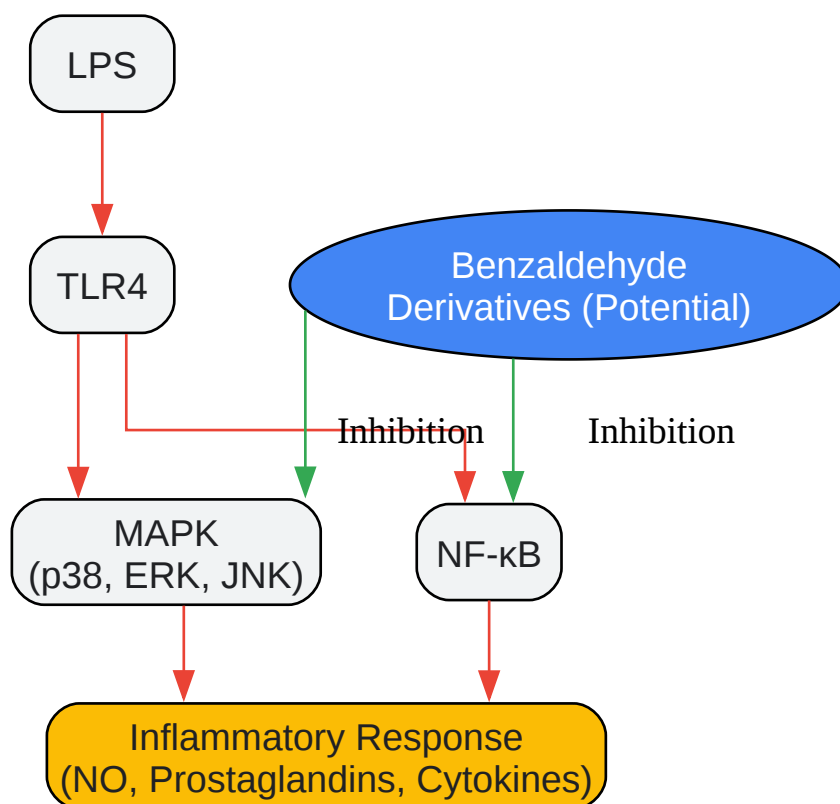 LPS
TLR4
Benzaldehyde
Derivatives (Potential)
Inhibition
Inhibition
MAPK
(p38, ERK, JNK)
NF-κB
Inflammatory Response
(NO, Prostaglandins, Cytokines)